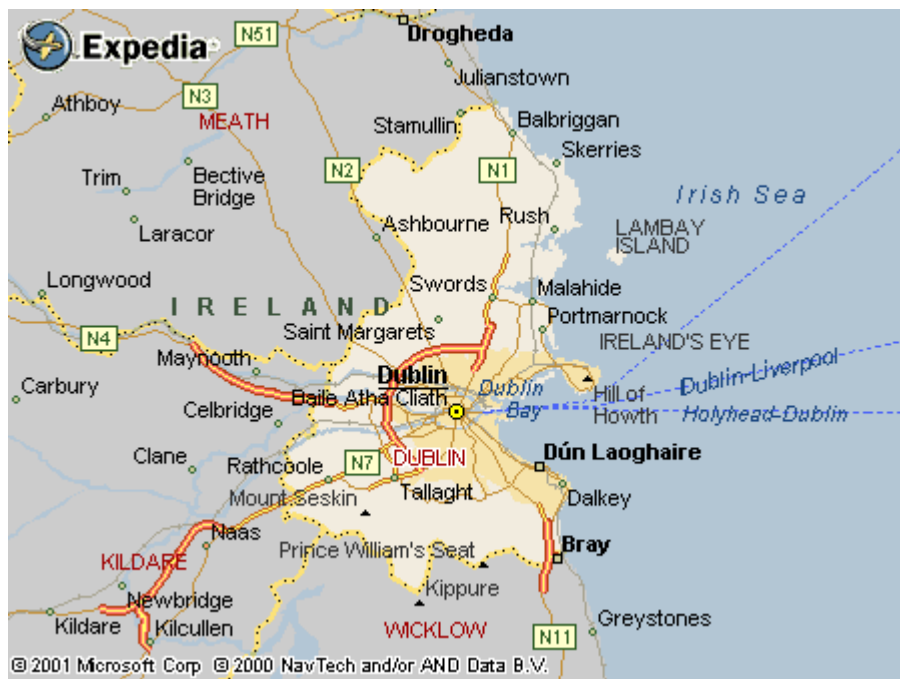 Expedia
N51
Drogheda
Julianstown
N3
Athboy
MEATH
Stamullin
Balbriggan
Skerries
N2
N1
Trim
Bective
Bridge
Irish Sea
Rush
LAMBAY
ISLAND
Laracor
Ashbourne
Longwood
Swords
Malahide
IRELAND
Saint Margarets
Portmarnock
N4
IRELAND'S EYE
Maynooth
Dublin
Dublin-Liverpool
Carbury
Baile Atha Cliath
Dublin
Bay
Hill of
Howth
Holyhead-Dublin
Celbridge
Clane
Rathcoole
N7
DUBLIN
Dún Laoghaire
Mount Seskin
Tallaght
Dalkey
Naas
Prince William's Seat
Bray
KILDARE
Kippure
Newbridge
Kildare
Kilcullen
WICKLOW
Greystones
N11
© 2001 Microsoft Corp © 2000 NavTech and/or AND Data B.V.